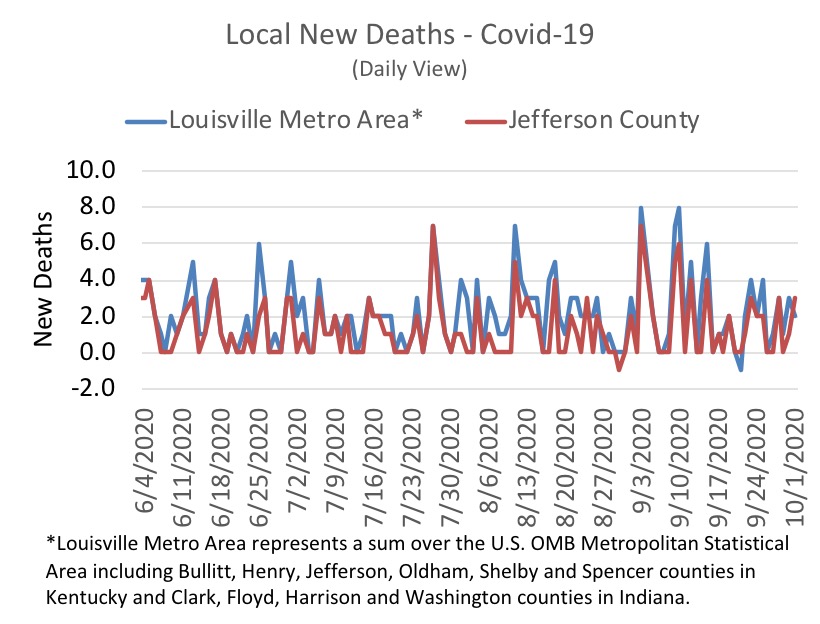 Local New Deaths - Covid-19
(Daily View)
Louisville Metro Area* Jefferson County
New Deaths
10.0
8.0
6.0
4.0
2.0
0.0
-2.0
6/4/2020 6/11/2020 6/18/2020 6/25/2020 7/2/2020 7/9/2020 7/16/2020 7/23/2020 7/30/2020 8/6/2020 8/13/2020 8/20/2020 8/27/2020 9/3/2020 9/10/2020 9/17/2020 9/24/2020 10/1/2020
*Louisville Metro Area represents a sum over the U.S. OMB Metropolitan Statistical
Area including Bullitt, Henry, Jefferson, Oldham, Shelby and Spencer counties in
Kentucky and Clark, Floyd, Harrison and Washington counties in Indiana.